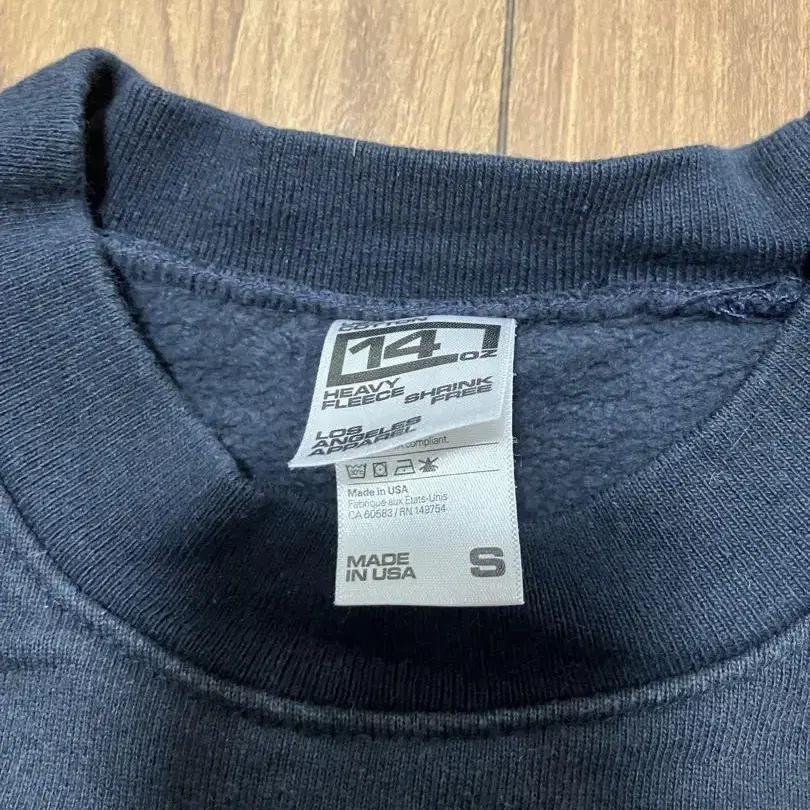 COTTON
14 OZ
HEAVY
FLEECE SHRINK
FREE
LOS
ANGELES
APPAREL
compliant.
30°C
Made in USA
Fabriqué aux États-Unis
CA 60583 / RN 149754
MADE
IN USA
S